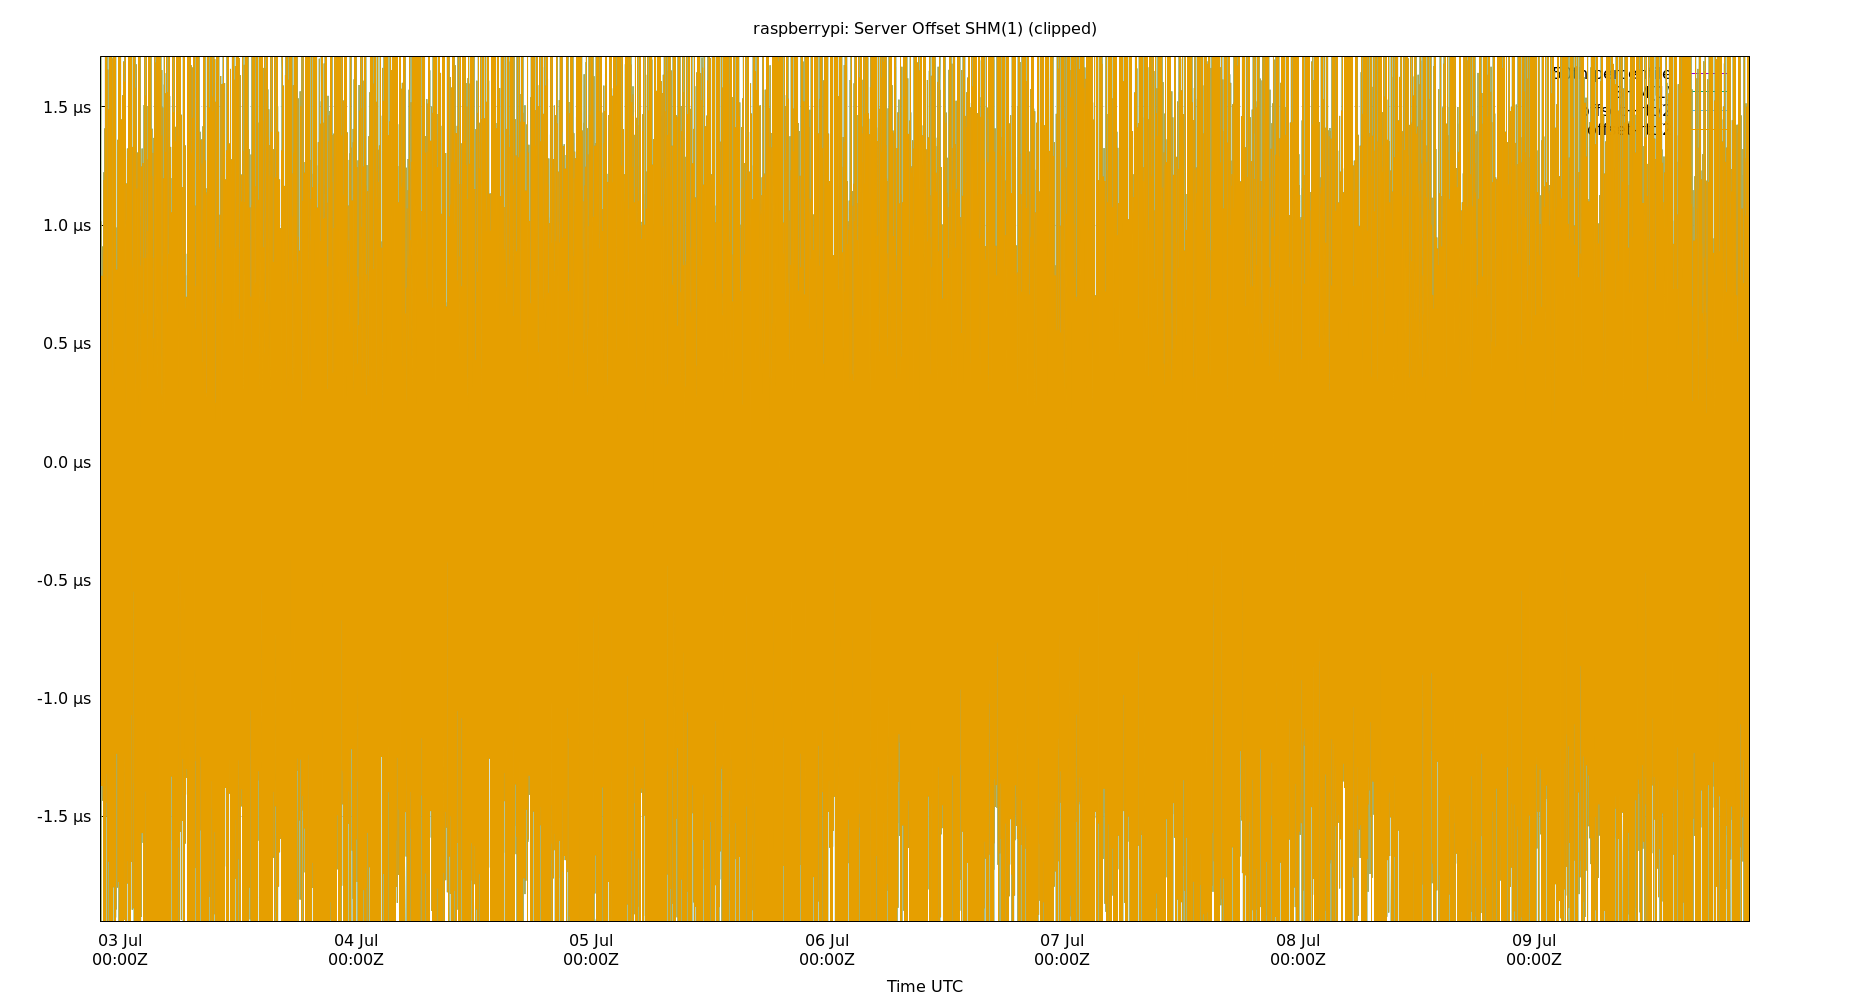 raspberrypi: Server Offset SHM(1) (clipped)
1.5 µs
1.0 µs
0.5 µs
0.0 µs
-0.5 µs
-1.0 µs
-1.5 µs
03 Jul 04 Jul 05 Jul 06 Jul 07 Jul 08 Jul 09 Jul
00:00Z 00:00Z 00:00Z 00:00Z 00:00Z 00:00Z 00:00Z
Time UTC